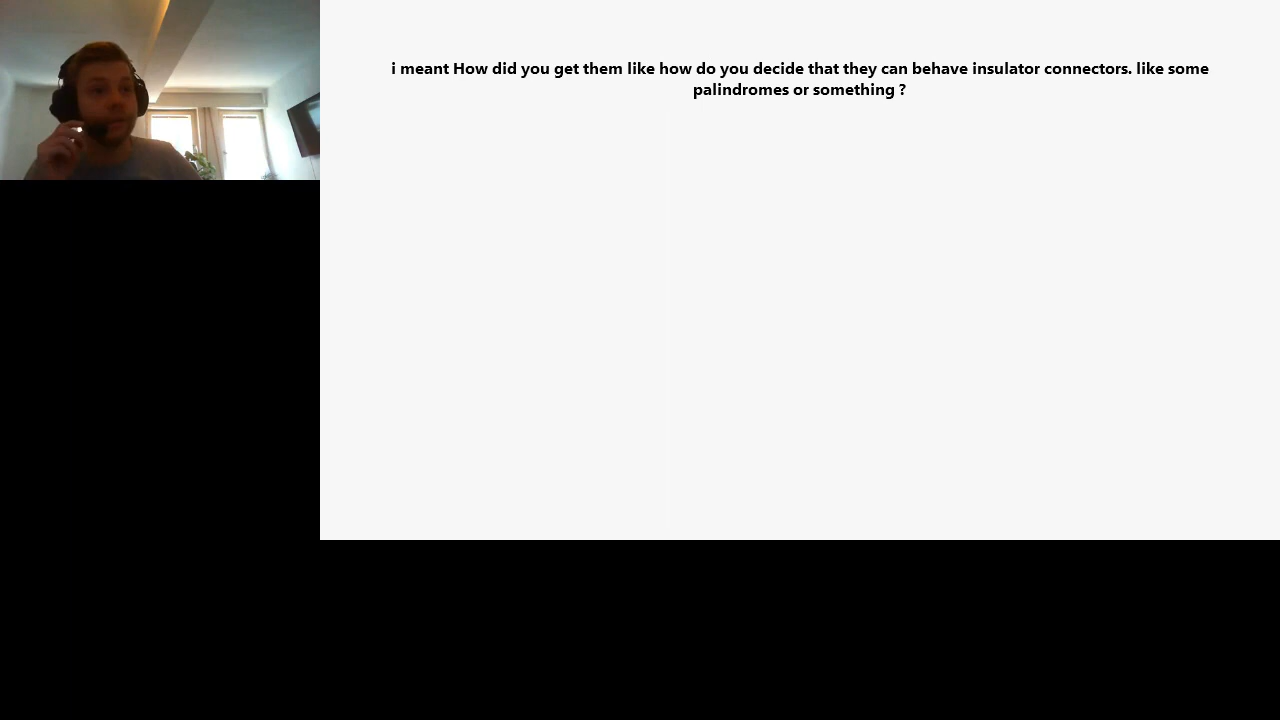 i meant How did you get them like how do you decide that they can behave insulator connectors. like some
palindromes or something ?